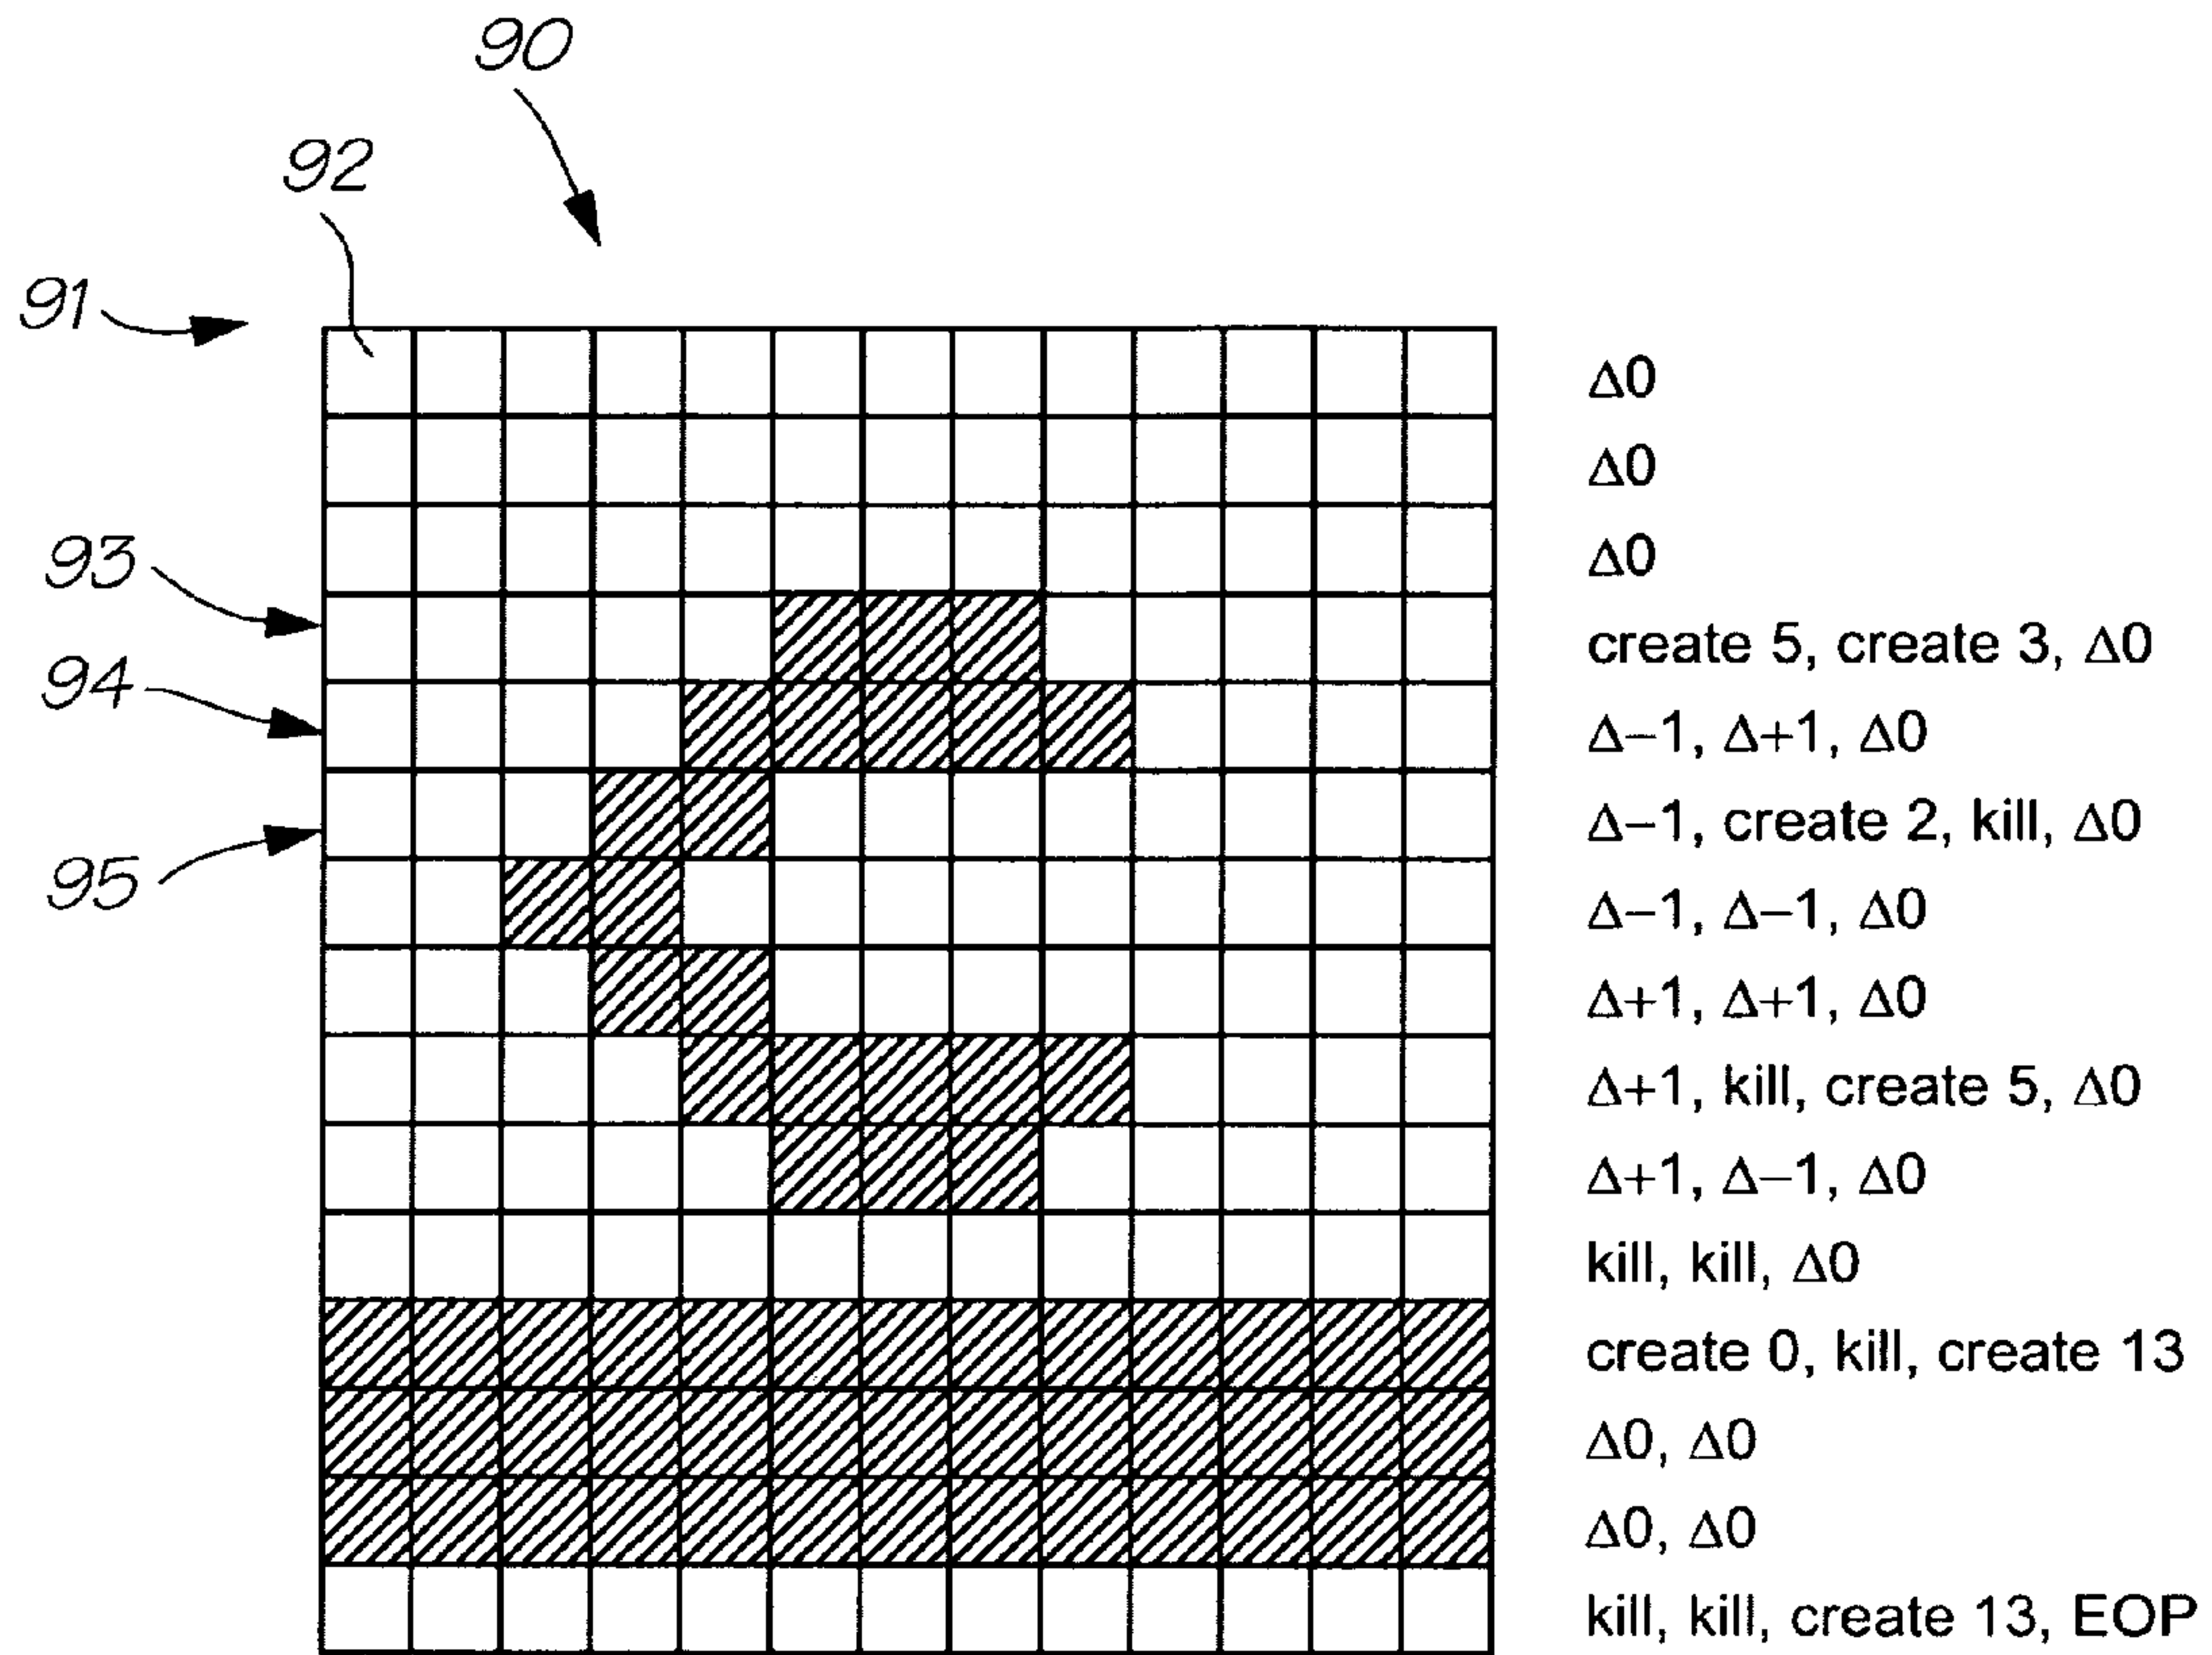 90
92
91
Δ0
Δ0
Δ0
93
create 5, create 3, Δ0
94
Δ−1, Δ+1, Δ0
95
Δ−1, create 2, kill, Δ0
Δ−1, Δ−1, Δ0
Δ+1, Δ+1, Δ0
Δ+1, kill, create 5, Δ0
Δ+1, Δ−1, Δ0
kill, kill, Δ0
create 0, kill, create 13
Δ0, Δ0
Δ0, Δ0
kill, kill, create 13, EOP